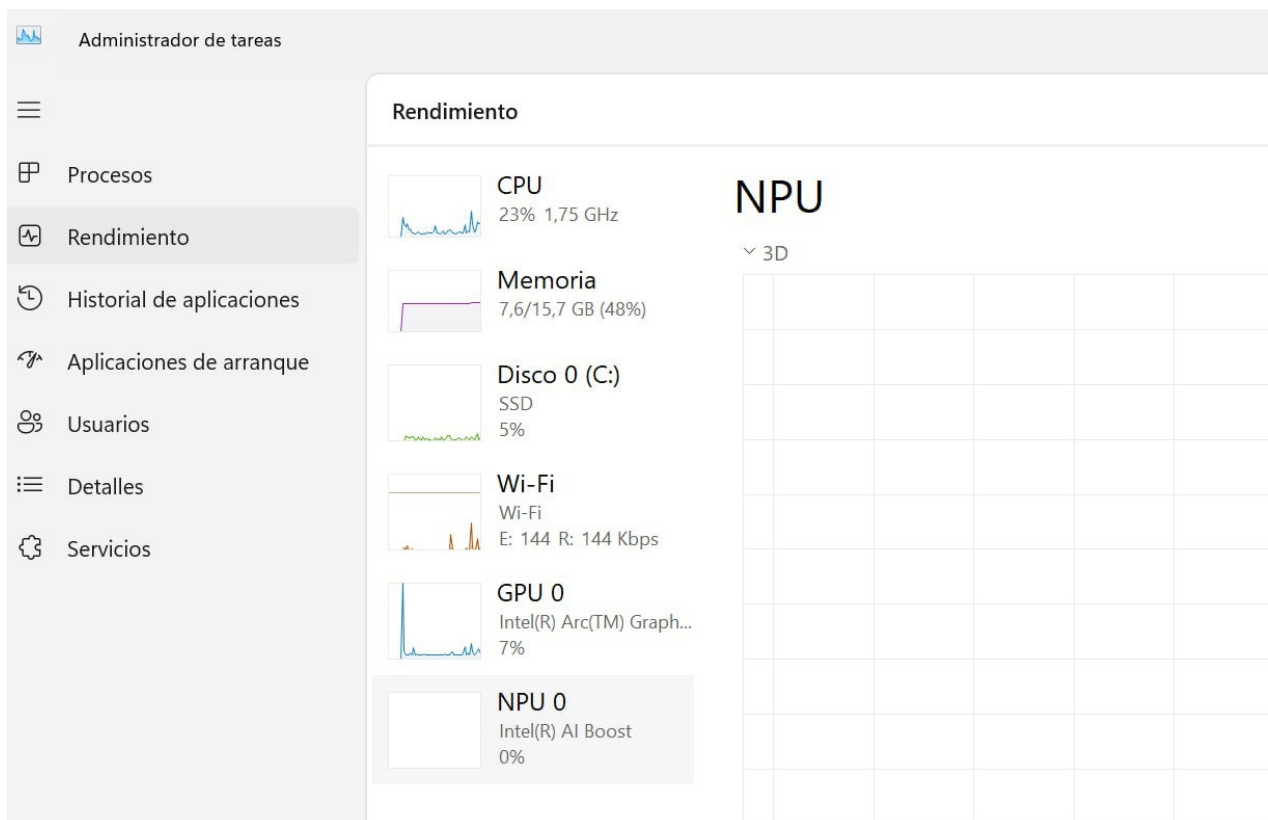 Administrador de tareas
Rendimiento
Procesos
Rendimiento
Historial de aplicaciones
Aplicaciones de arranque
Usuarios
Detalles
Servicios
CPU
23% 1,75 GHz
Memoria
7,6/15,7 GB (48%)
Disco 0 (C:)
SSD
5%
Wi-Fi
Wi-Fi
E: 144 R: 144 Kbps
GPU 0
Intel(R) Arc(TM) Graph...
7%
NPU 0
Intel(R) AI Boost
0%
NPU
3D